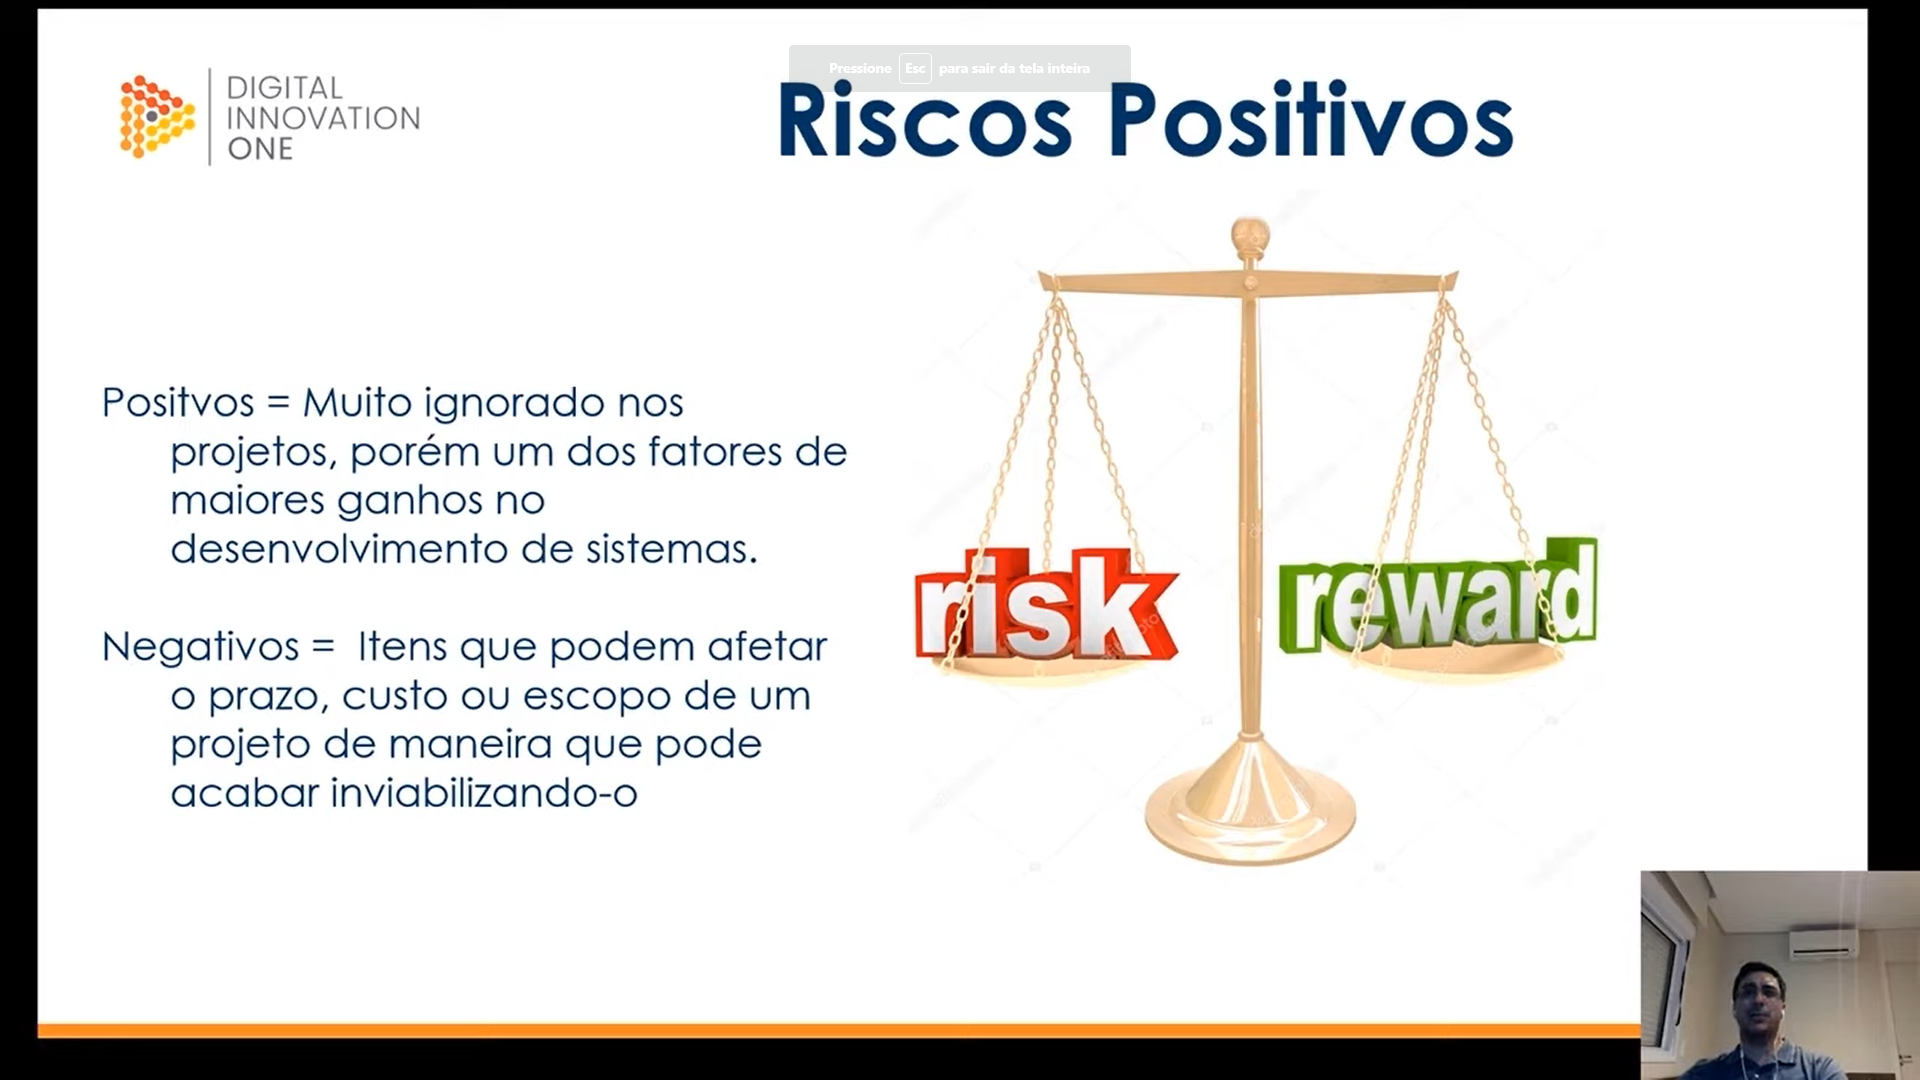 Pressione Esc para sair da tela inteira
DIGITAL
INNOVATION
ONE
Riscos Positivos
Positvos = Muito ignorado nos
projetos, porém um dos fatores de
maiores ganhos no
desenvolvimento de sistemas.
Negativos = Itens que podem afetar
o prazo, custo ou escopo de um
projeto de maneira que pode
acabar inviabilizando-o
risk
reward